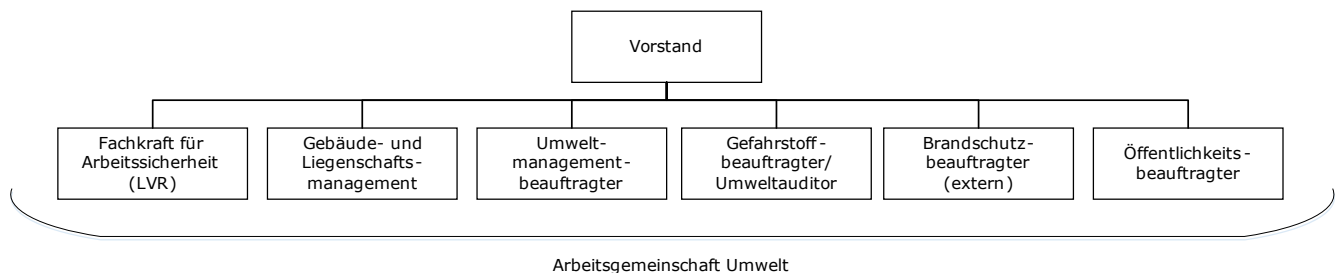 Vorstand
Fachkraft für
Arbeitssicherheit
(LVR)
Gebäude- und
Liegenschafts-
management
Umwelt-
management-
beauftragter
Gefahrstoff-
beauftragter/
Umweltauditor
Brandschutz-
beauftragter
(extern)
Öffentlichkeits-
beauftragter
Arbeitsgemeinschaft Umwelt